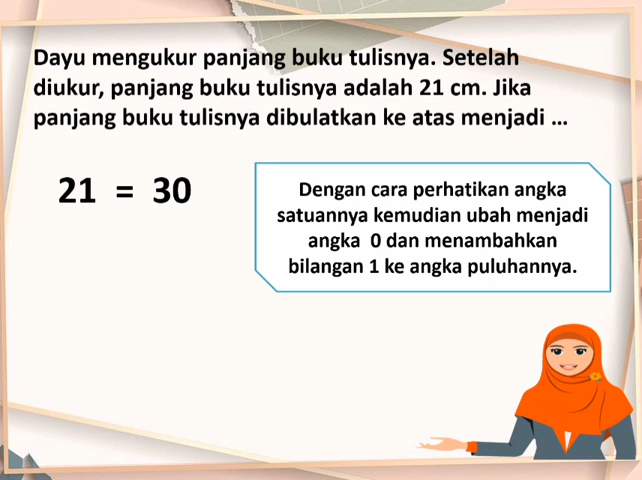 Dayu mengukur panjang buku tulisnya. Setelah
diukur, panjang buku tulisnya adalah 21 cm. Jika
panjang buku tulisnya dibulatkan ke atas menjadi ...
21 = 30
Dengan cara perhatikan angka
satuannya kemudian ubah menjadi
angka 0 dan menambahkan
bilangan 1 ke angka puluhannya.